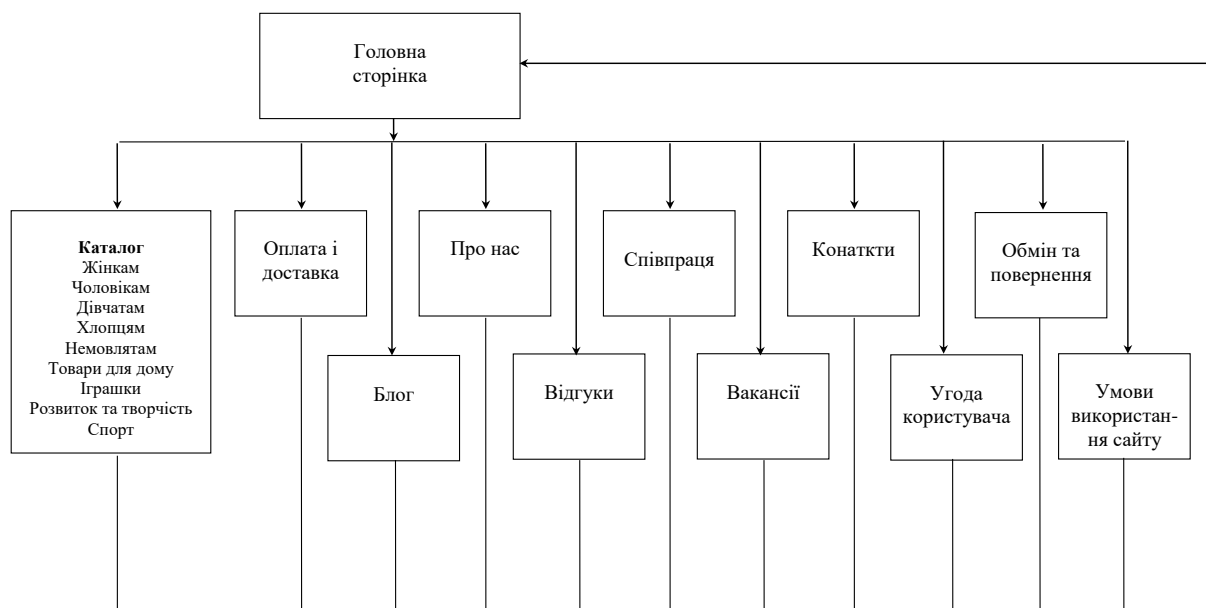 Головна
сторінка
Каталог
Жінкам
Чоловікам
Дівчатам
Хлопцям
Немовлятам
Товари для дому
Іграшки
Розвиток та творчість
Спорт
Оплата і
доставка
Про нас
Співпраця
Конаткти
Обмін та
повернення
Блог
Відгуки
Вакансії
Угода
користувача
Умови
використан-
ня сайту